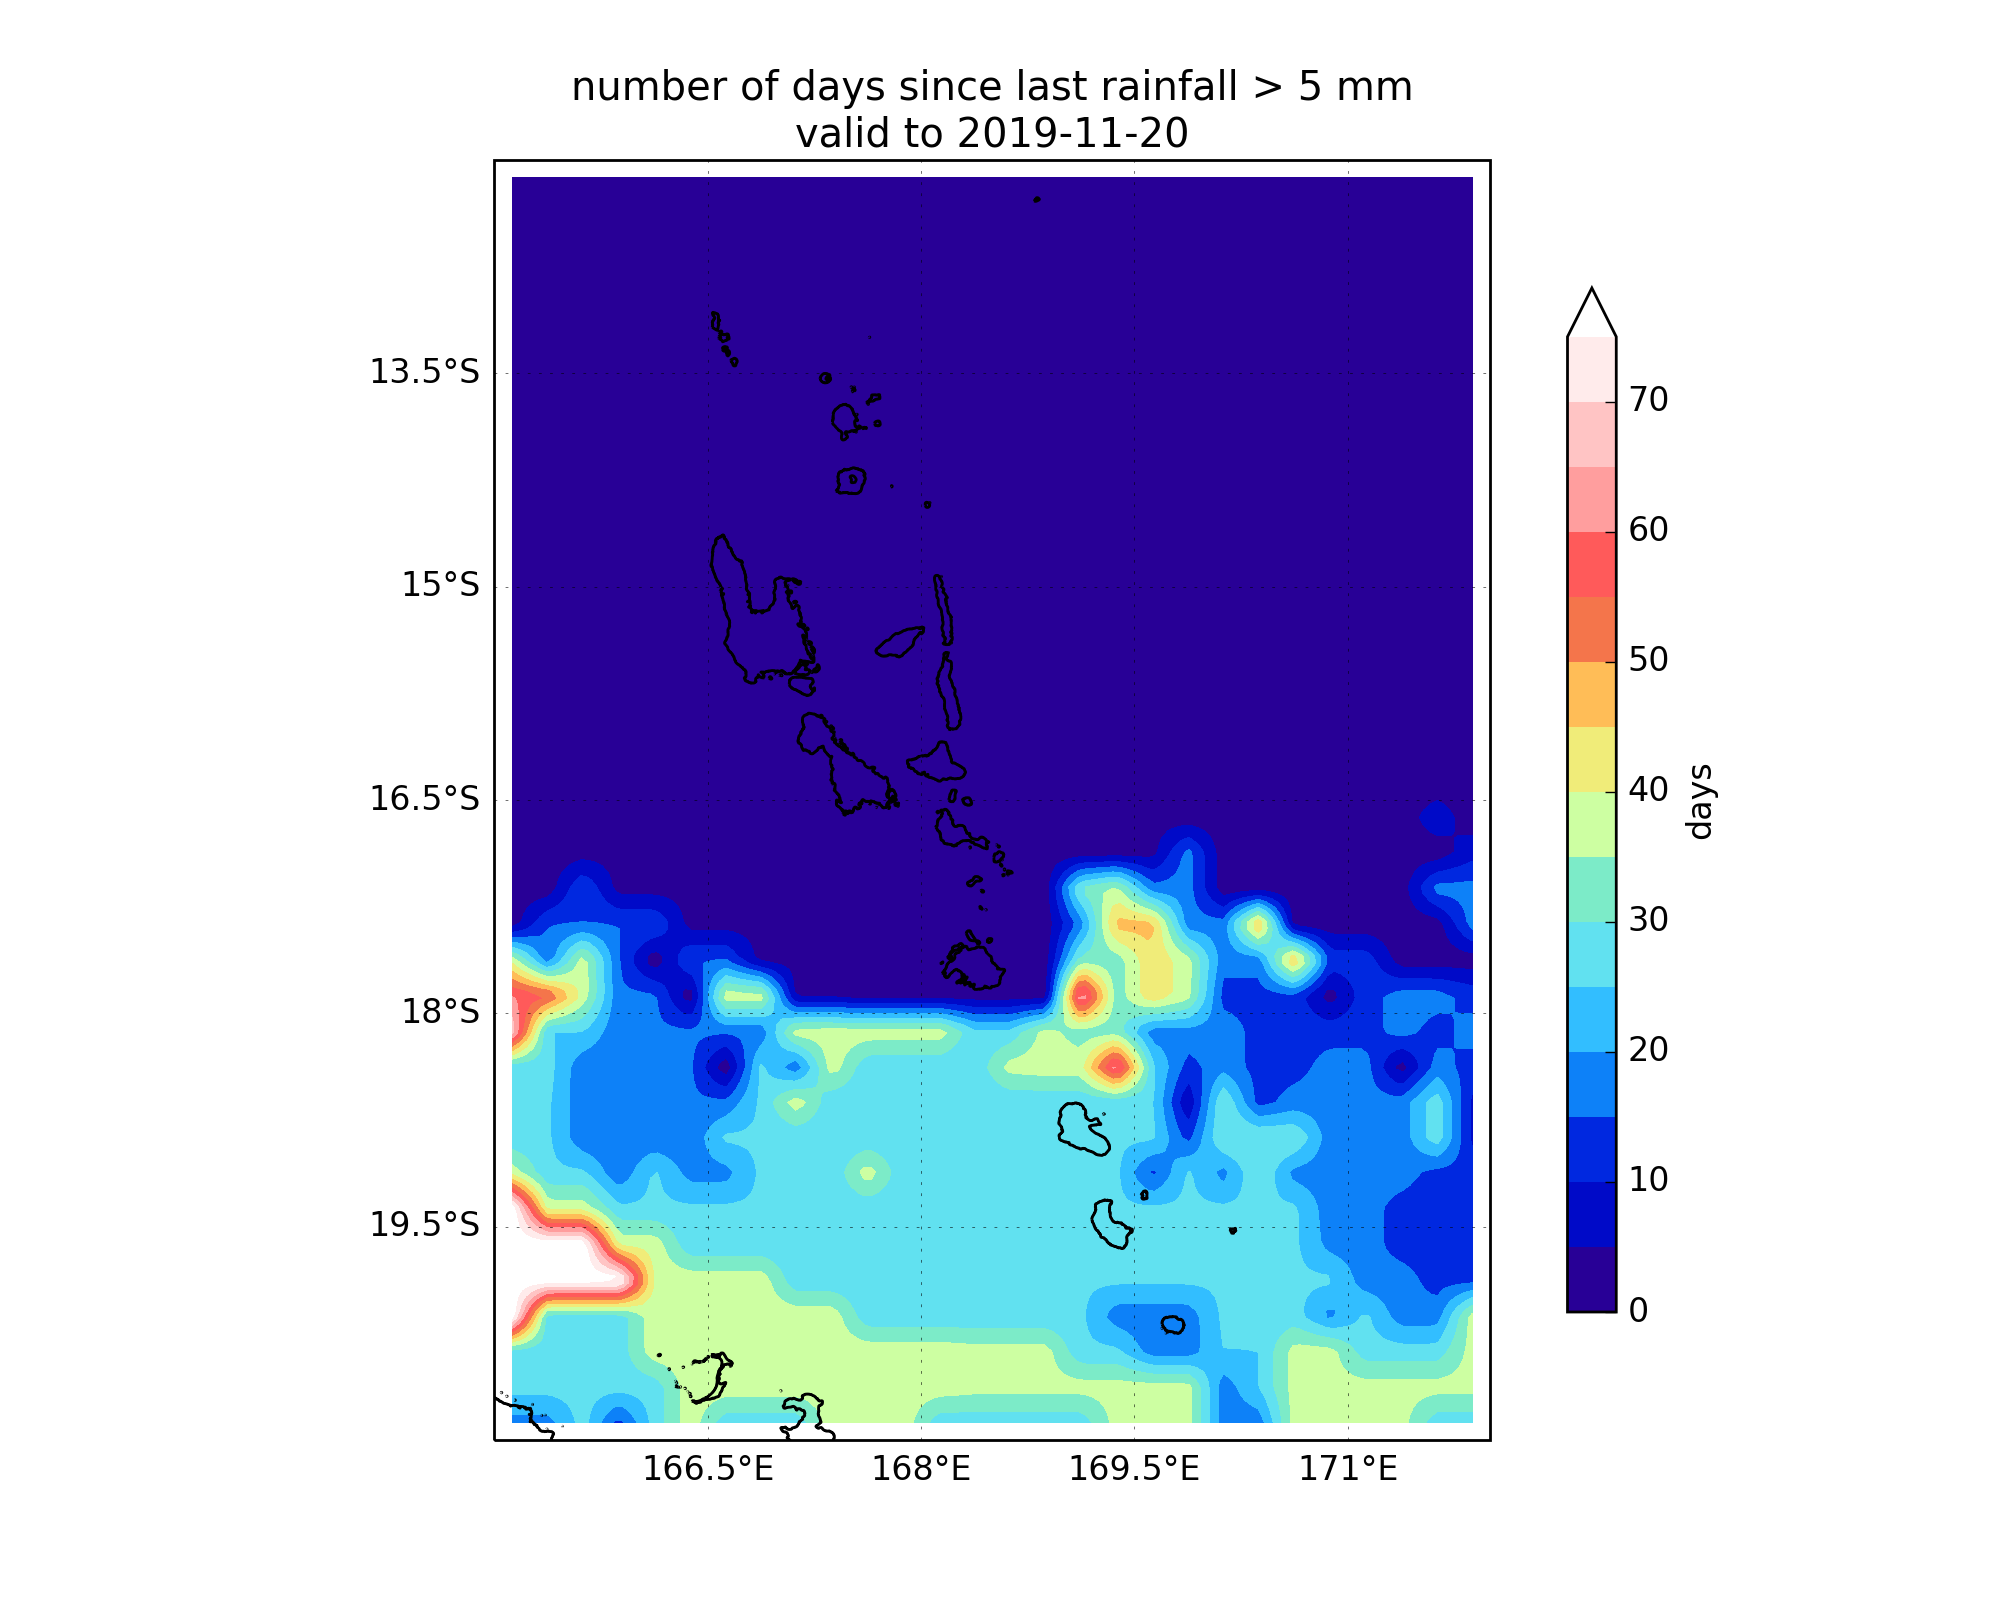 number of days since last rainfall > 5 mm
valid to 2019-11-20
13.5°S
15°S
16.5°S
18°S
19.5°S
166.5°E
168°E
169.5°E
171°E
70
60
50
40
30
20
10
0
days